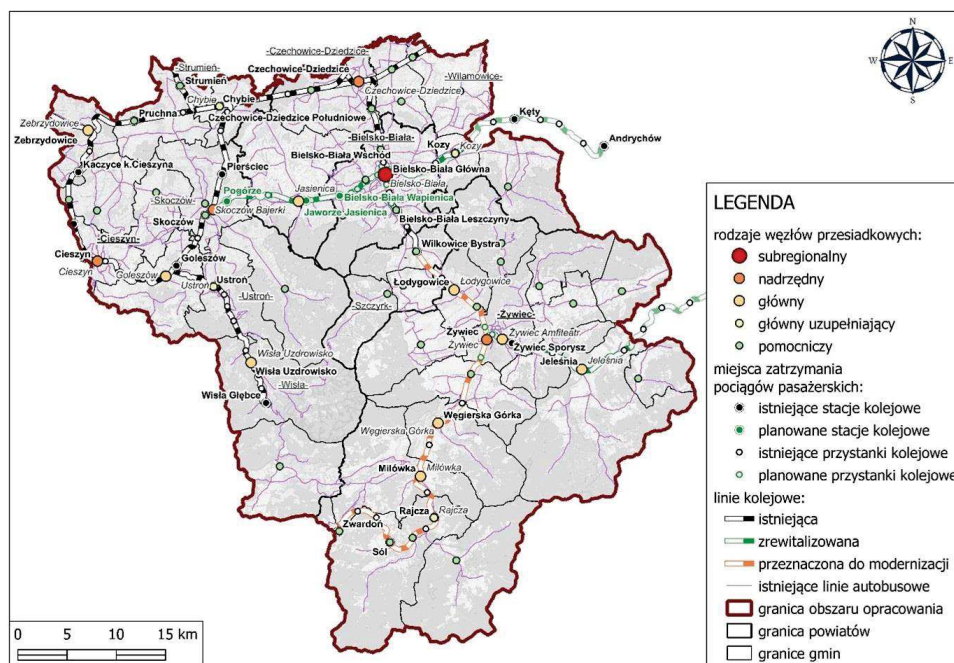 N
W
E
S
-Czechowice-Dziedzice-
Czechowice-Dziedzice
Czechowice-Dziedzice
-Strumień-
Strumień
-Wilamowice-
Chybie
Chybie
Pruchna
Czechowice-Dziedzice Południowe
Kęty
Andrychów
Zebrzydowice
Zebrzydowice
-Bielsko-Biała-
Kozy
Kozy
Bielsko-Biała Wschód
Kaczyce k.Cieszyna
Pierściec
Bielsko-Biała Główna
Bielsko-Biała
Pogórze
Jasienica
Bielsko-Biała Wapienica
-Skoczów-
Skoczów Bajerki
Jaworze Jasienica
Skoczów
Bielsko-Biała Leszczyny
-Cieszyn-
Wilkowice Bystra
Cieszyn
Cieszyn
Goleszów
Goleszów
Ustroń
Ustroń
-Ustroń-
Łodygowice
Łodygowice
-Szczyrk-
-Żywiec-
Żywiec
Żywiec
Żywiec Amfiteatr
Żywiec Sporysz
Wisła Uzdrowisko
Wisła Uzdrowisko
-Wisła-
Jeleśnia
Jeleśnia
Wisła Głębce
Węgierska Górka
Węgierska Górka
Milówka
Milówka
Rajcza
Rajcza
Zwardoń
Sól
LEGENDA
rodzaje węzłów przesiadkowych:
subregionalny
nadrzędny
główny
główny uzupełniający
pomocniczy
miejsca zatrzymania
pociągów pasażerskich:
istniejące stacje kolejowe
planowane stacje kolejowe
istniejące przystanki kolejowe
planowane przystanki kolejowe
linie kolejowe:
istniejąca
zrewitalizowana
przeznaczona do modernizacji
istniejące linie autobusowe
granica obszaru opracowania
granica powiatów
granice gmin
0 5 10 15 km